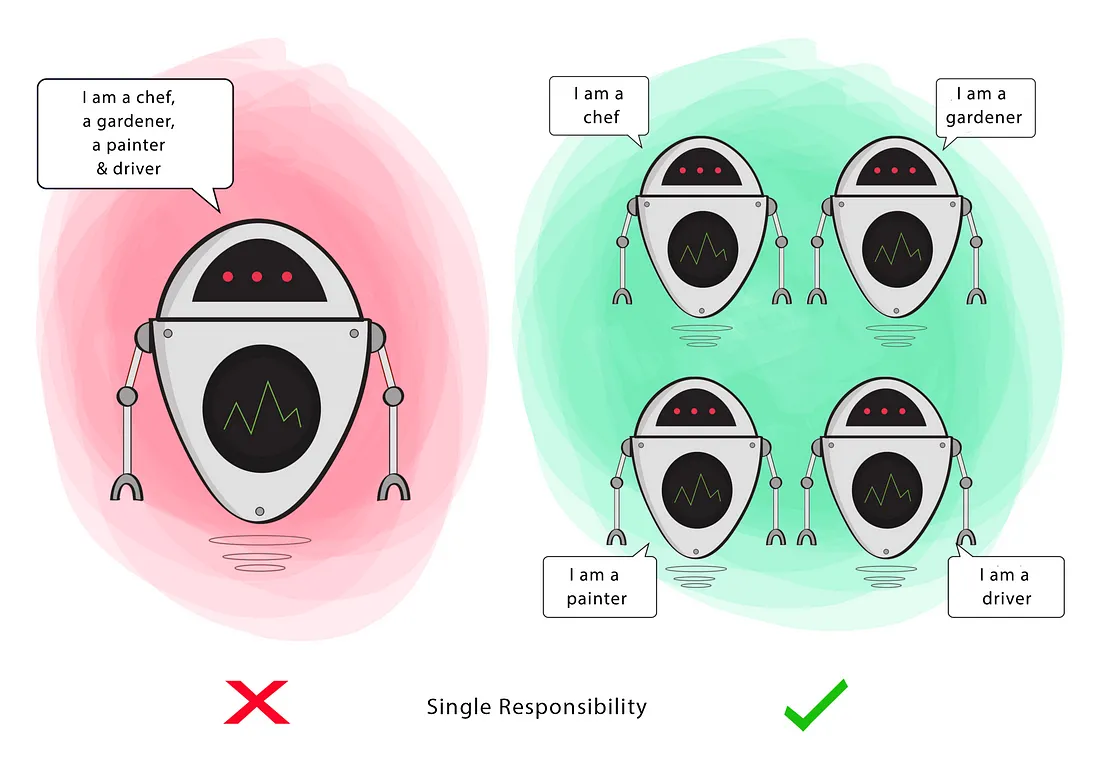 I am a chef,
a gardener,
a painter
& driver
I am a
chef
I am a
gardener
I am a
painter
I am a
driver
Single Responsibility